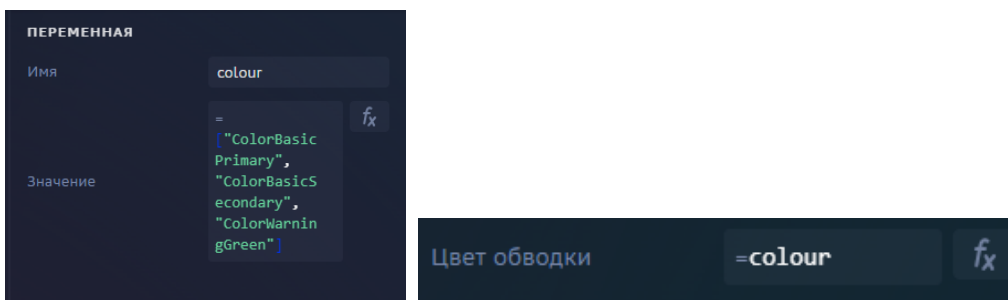 ПЕРЕМЕННАЯ
Имя
colour
=
["ColorBasic
Primary",
"ColorBasicS
econdary",
"ColorWarnin
gGreen"]
fx
Значение
Цвет обводки
=colour
fx